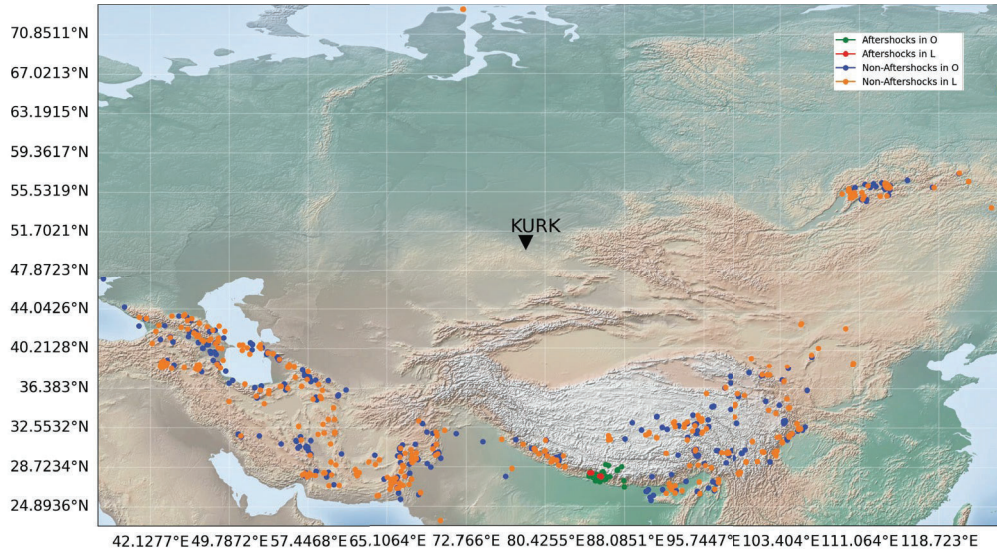 70.8511°N
67.0213°N
63.1915°N
59.3617°N
55.5319°N
51.7021°N
47.8723°N
44.0426°N
40.2128°N
36.383°N
32.5532°N
28.7234°N
24.8936°N
Aftershocks in O
Aftershocks in L
Non-Aftershocks in O
Non-Aftershocks in L
KURK
42.1277°E 49.7872°E 57.4468°E 65.1064°E 72.766°E 80.4255°E 88.0851°E 95.7447°E 103.404°E 111.064°E 118.723°E